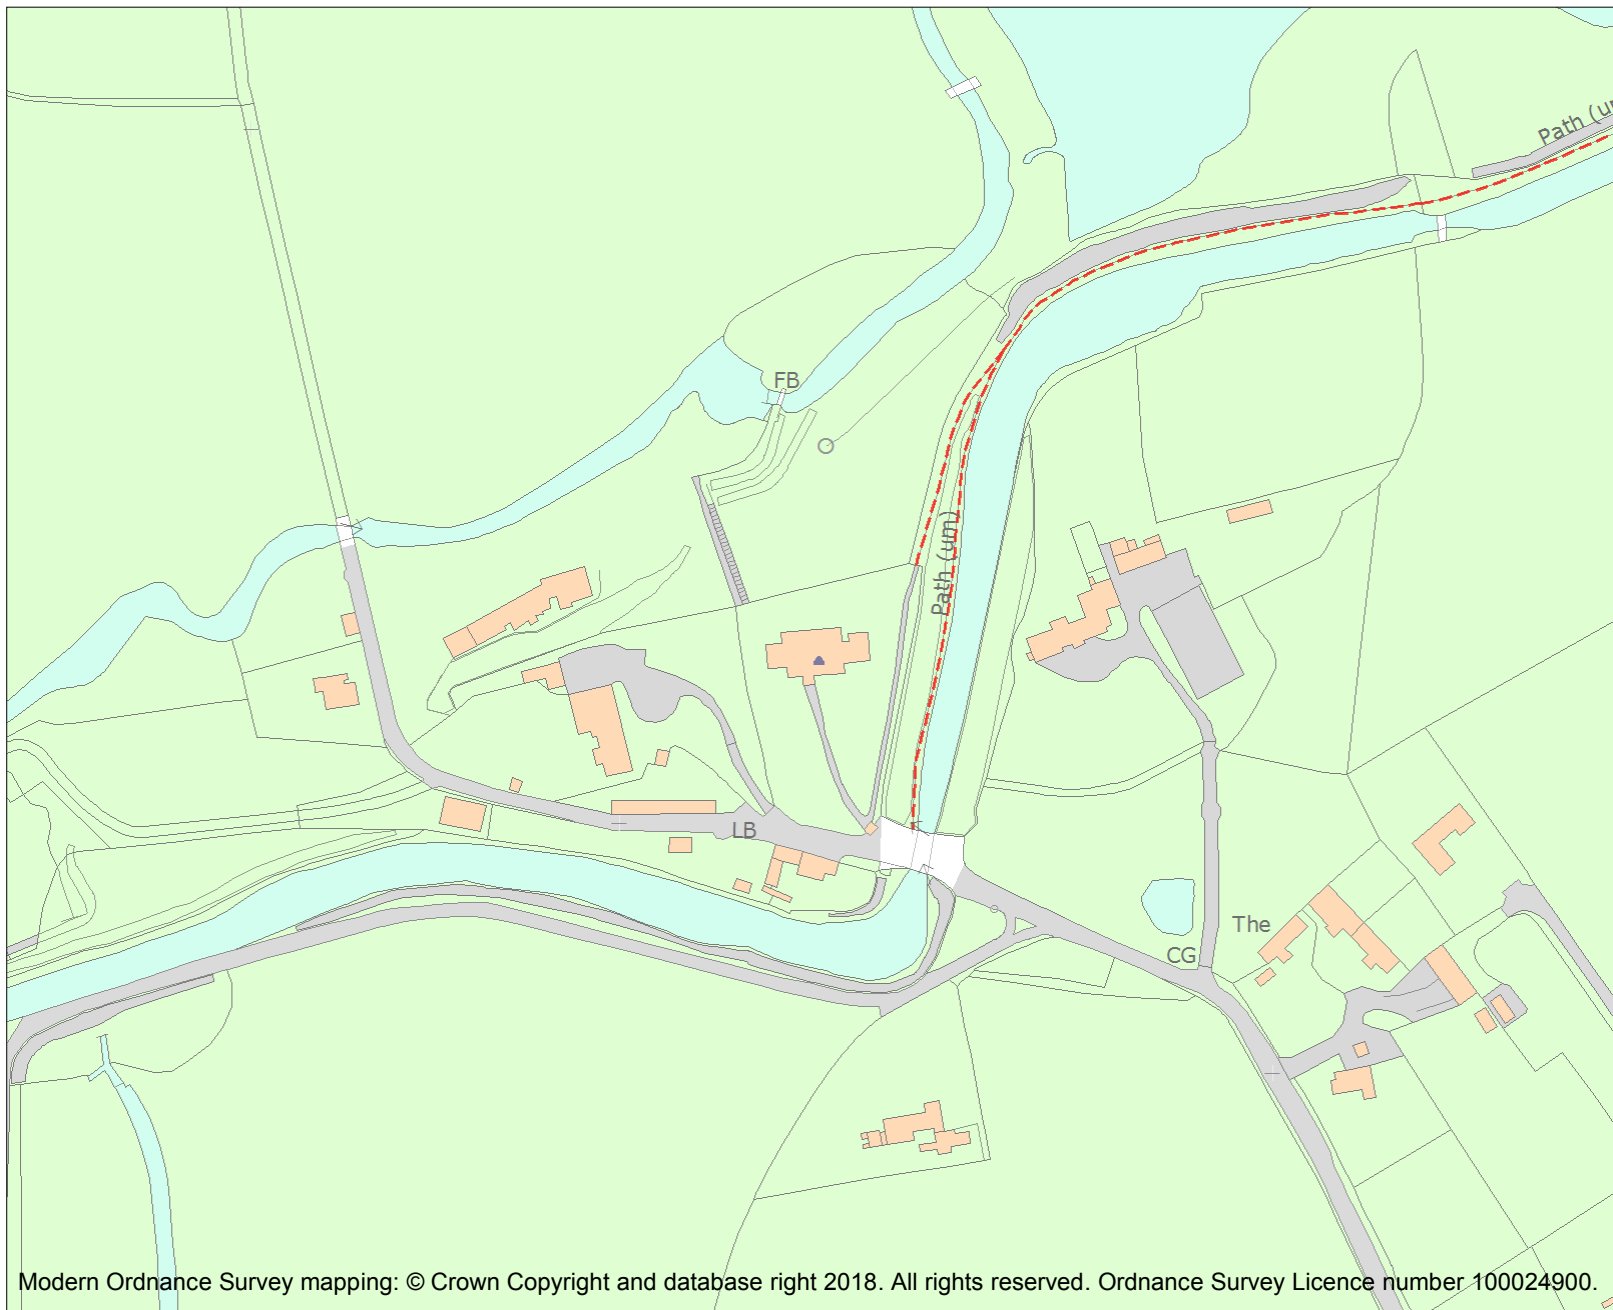 Path (u
FB
Path (um)
LB
The
CG
Modern Ordnance Survey mapping: © Crown Copyright and database right 2018. All rights reserved. Ordnance Survey Licence number 100024900.